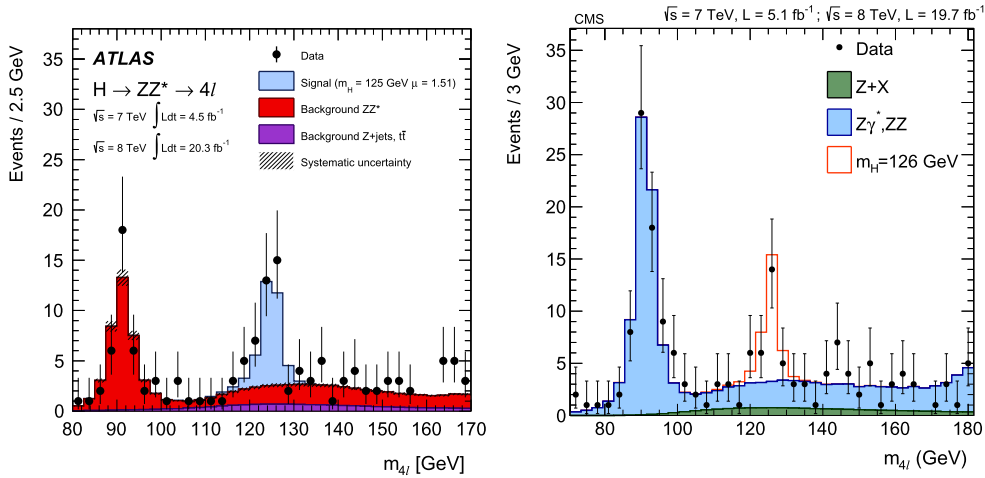 ATLAS
H → ZZ* → 4l
√s = 7 TeV ∫Ldt = 4.5 fb⁻¹
√s = 8 TeV ∫Ldt = 20.3 fb⁻¹
Data
Signal (m_H = 125 GeV μ = 1.51)
Background ZZ*
Background Z+jets, tt̄
Systematic uncertainty
Events / 2.5 GeV
35
30
25
20
15
10
5
0
80 90 100 110 120 130 140 150 160 170
m_4l [GeV]
CMS √s = 7 TeV, L = 5.1 fb⁻¹ ; √s = 8 TeV, L = 19.7 fb⁻¹
Data
Z+X
Zγ*,ZZ
m_H=126 GeV
Events / 3 GeV
35
30
25
20
15
10
5
0
80 100 120 140 160 180
m_4l (GeV)